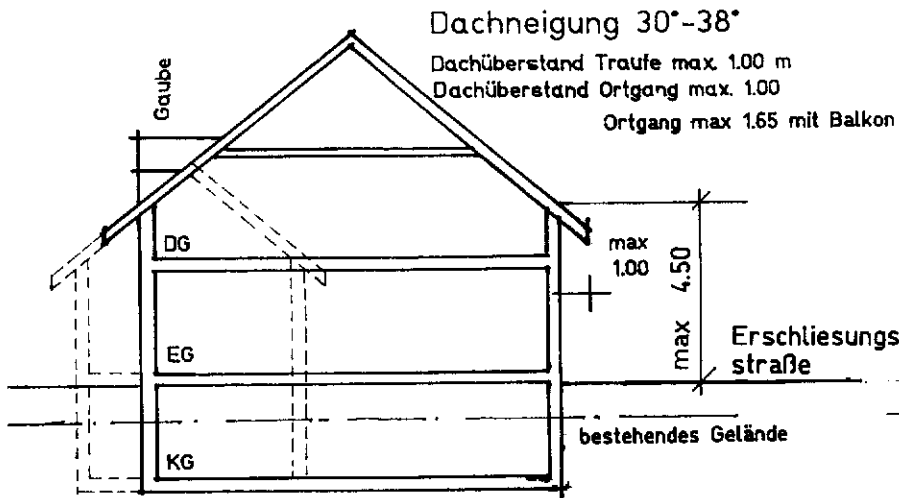 Dachneigung 30°-38°
Dachüberstand Traufe max. 1.00 m
Dachüberstand Ortgang max. 1.00
Ortgang max 1.65 mit Balkon
Gaube
DG
max
1.00
max 4.50
EG
Erschliesungs
straße
bestehendes Gelände
KG